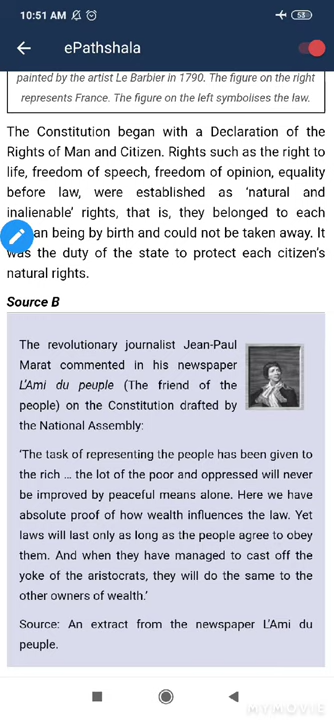 10:51 AM
53
ePathshala
painted by the artist Le Barbier in 1790. The figure on the right
represents France. The figure on the left symbolises the law.
The Constitution began with a Declaration of the
Rights of Man and Citizen. Rights such as the right to
life, freedom of speech, freedom of opinion, equality
before law, were established as ‘natural and
inalienable’ rights, that is, they belonged to each
an being by birth and could not be taken away. It
was the duty of the state to protect each citizen’s
natural rights.
Source B
The revolutionary journalist Jean-Paul
Marat commented in his newspaper
L’Ami du peuple (The friend of the
people) on the Constitution drafted by
the National Assembly:
‘The task of representing the people has been given to
the rich … the lot of the poor and oppressed will never
be improved by peaceful means alone. Here we have
absolute proof of how wealth influences the law. Yet
laws will last only as long as the people agree to obey
them. And when they have managed to cast off the
yoke of the aristocrats, they will do the same to the
other owners of wealth.’
Source: An extract from the newspaper L’Ami du
peuple.
MYMOVIE